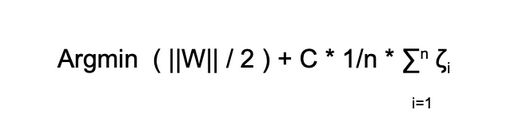 Argmin ( ||W|| / 2 ) + C * 1/n * ∑ⁿ ζᵢ
i=1